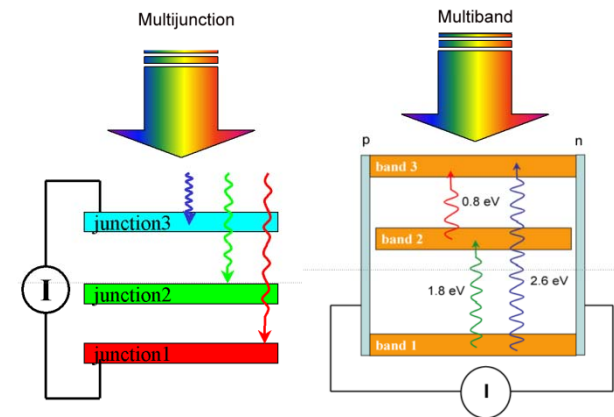 Multijunction
junction3
I
junction2
junction1
Multiband
p
n
band 3
0.8 eV
band 2
1.8 eV
2.6 eV
band 1
I